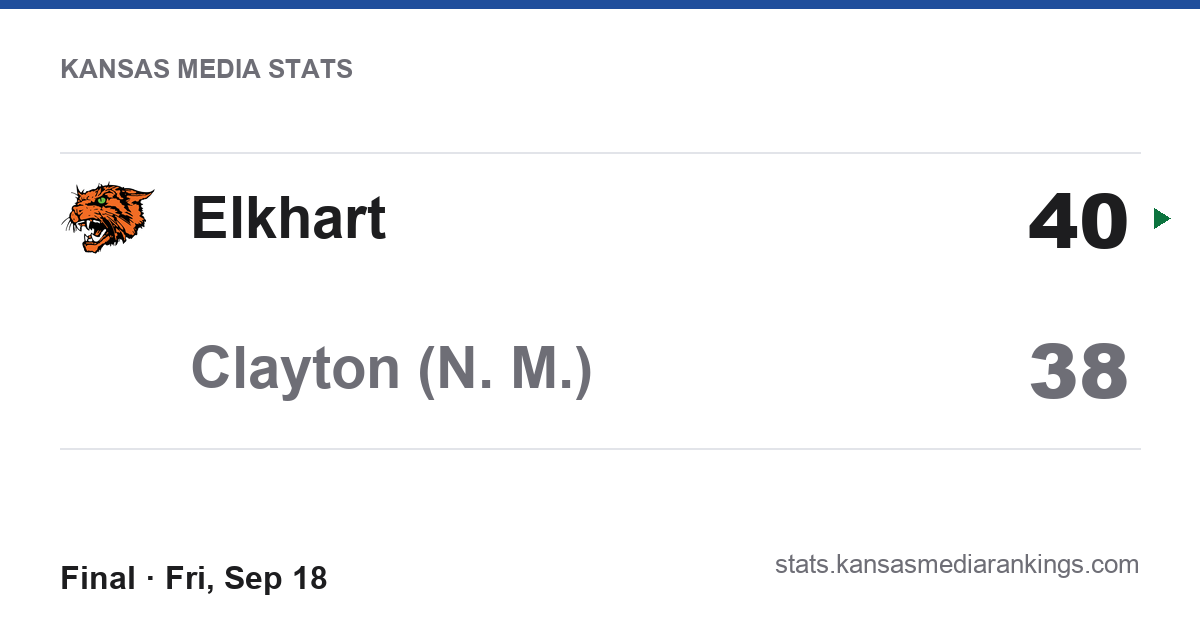 KANSAS MEDIA STATS
Elkhart 40
Clayton (N. M.) 38
Final · Fri, Sep 18
stats.kansasmediarankings.com